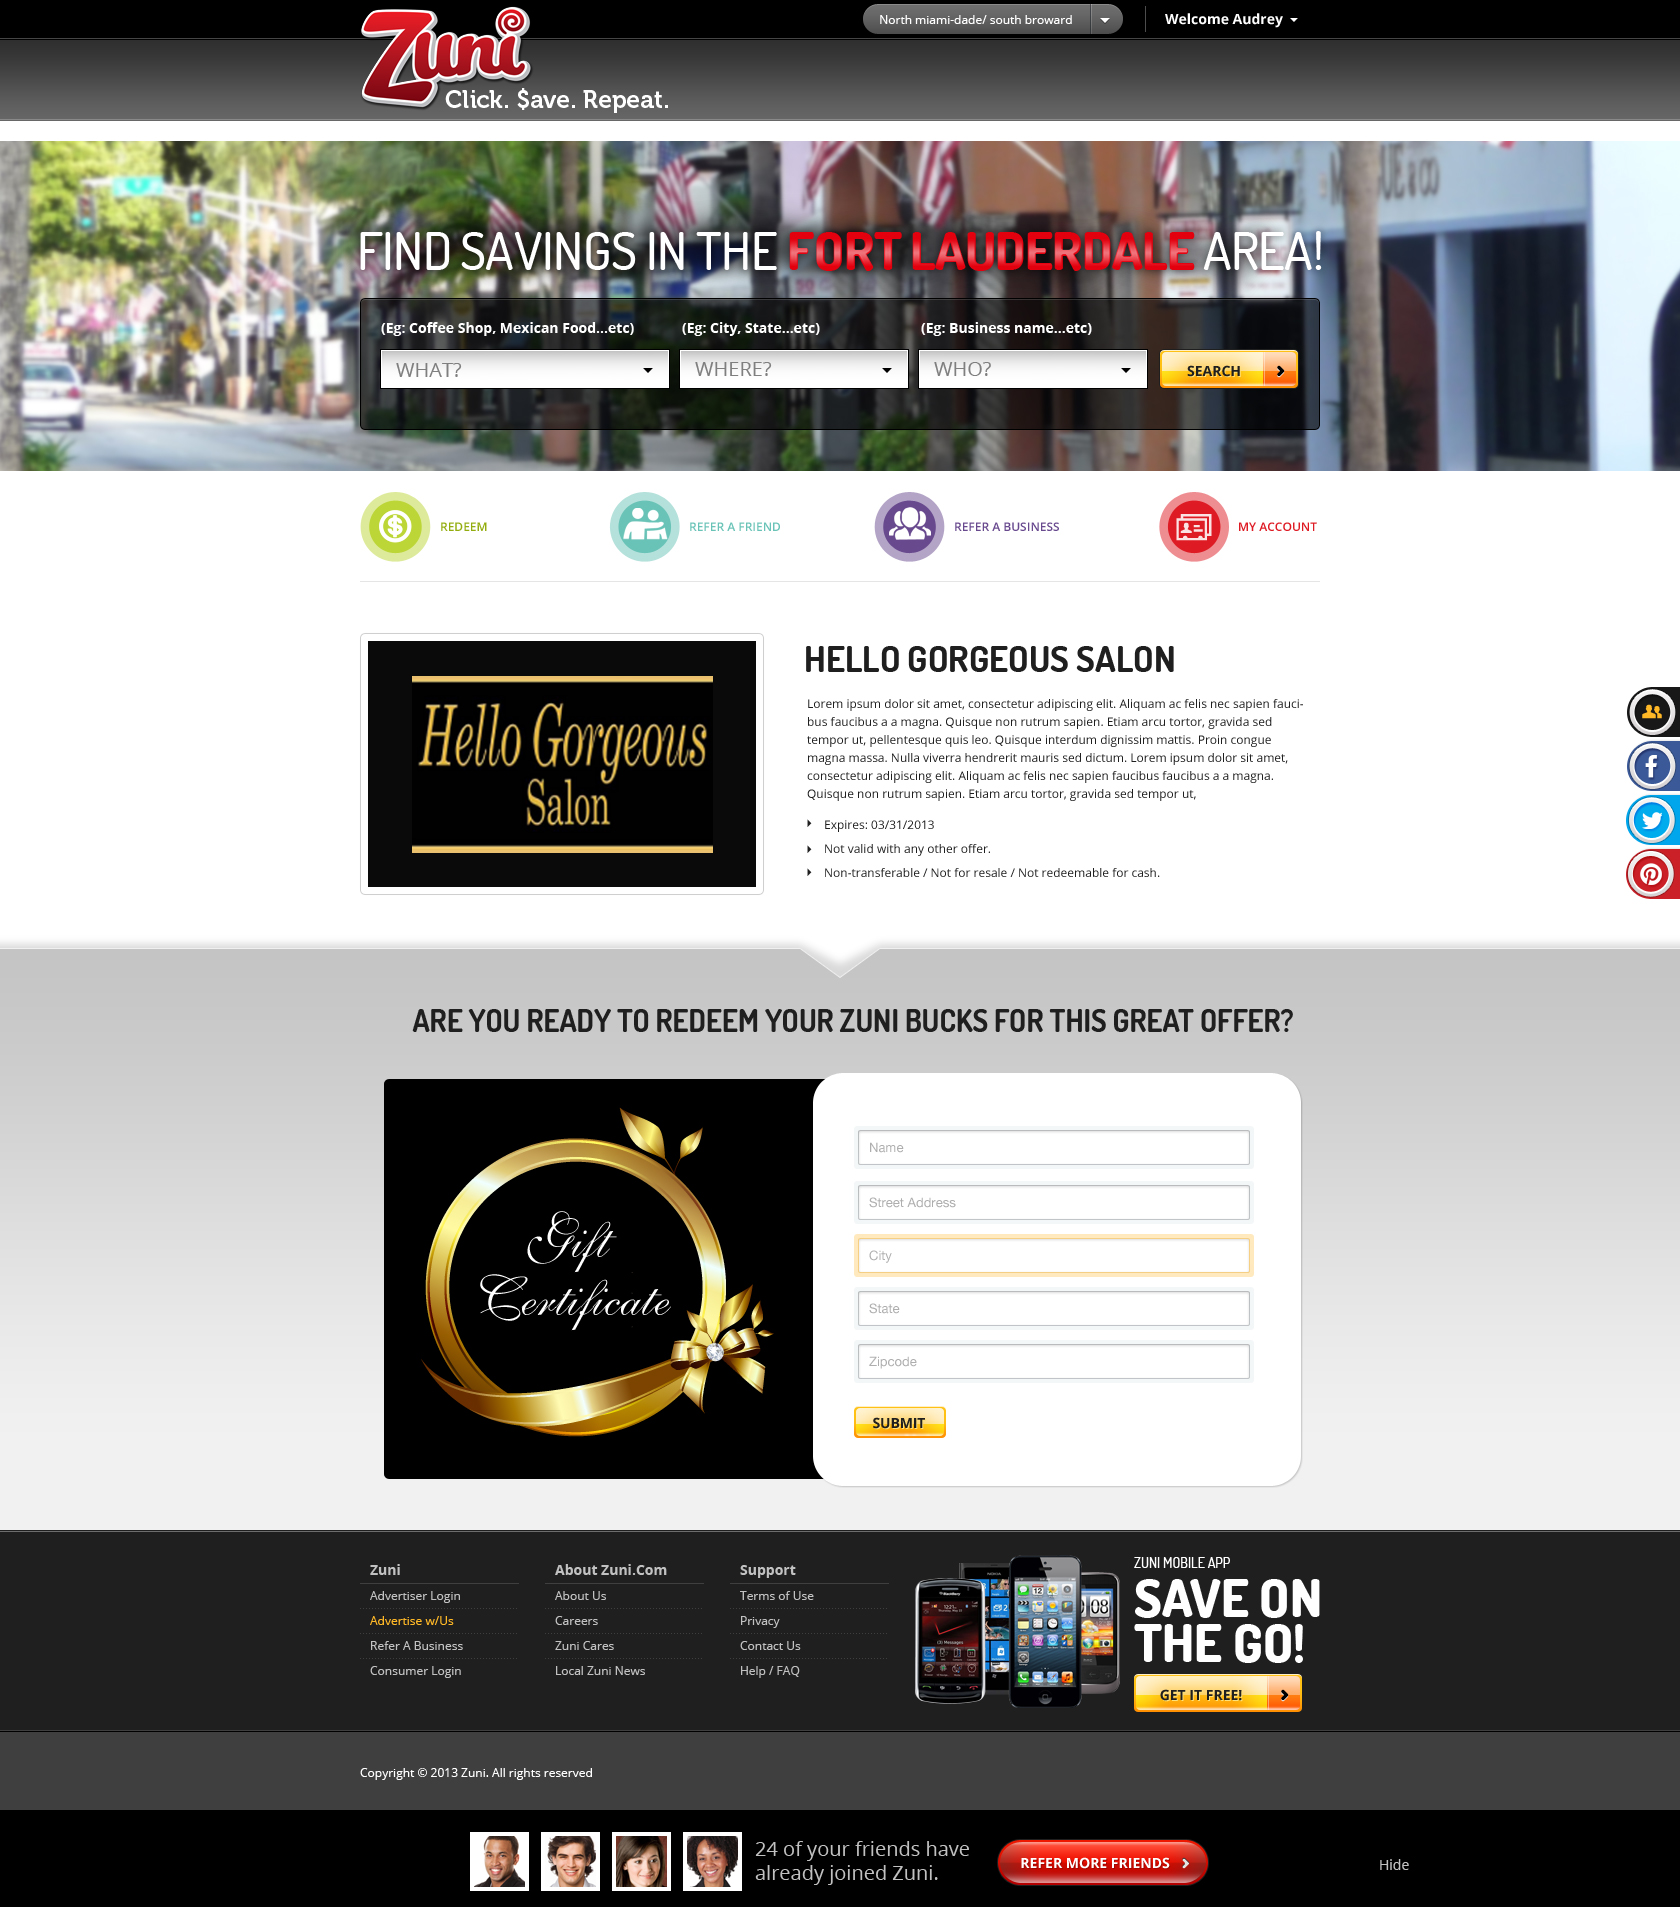 North miami-dade/ south broward
Welcome Audrey
Zuni
Click. $ave. Repeat.
FIND SAVINGS IN THE FORT LAUDERDALE AREA!
(Eg: Coffee Shop, Mexican Food...etc)
(Eg: City, State...etc)
(Eg: Business name...etc)
WHAT?
WHERE?
WHO?
SEARCH
REDEEM
REFER A FRIEND
REFER A BUSINESS
MY ACCOUNT
Hello Gorgeous
Salon
HELLO GORGEOUS SALON
Lorem ipsum dolor sit amet, consectetur adipiscing elit. Aliquam ac felis nec sapien fauci-
bus faucibus a a magna. Quisque non rutrum sapien. Etiam arcu tortor, gravida sed
tempor ut, pellentesque quis leo. Quisque interdum dignissim mattis. Proin congue
magna massa. Nulla viverra hendrerit mauris sed dictum. Lorem ipsum dolor sit amet,
consectetur adipiscing elit. Aliquam ac felis nec sapien faucibus faucibus a a magna.
Quisque non rutrum sapien. Etiam arcu tortor, gravida sed tempor ut,
Expires: 03/31/2013
Not valid with any other offer.
Non-transferable / Not for resale / Not redeemable for cash.
ARE YOU READY TO REDEEM YOUR ZUNI BUCKS FOR THIS GREAT OFFER?
Gift
Certificate
Name
Street Address
City
State
Zipcode
SUBMIT
Zuni
Advertiser Login
Advertise w/Us
Refer A Business
Consumer Login
About Zuni.Com
About Us
Careers
Zuni Cares
Local Zuni News
Support
Terms of Use
Privacy
Contact Us
Help / FAQ
ZUNI MOBILE APP
SAVE ON
THE GO!
GET IT FREE!
Copyright © 2013 Zuni. All rights reserved
24 of your friends have
already joined Zuni.
REFER MORE FRIENDS
Hide